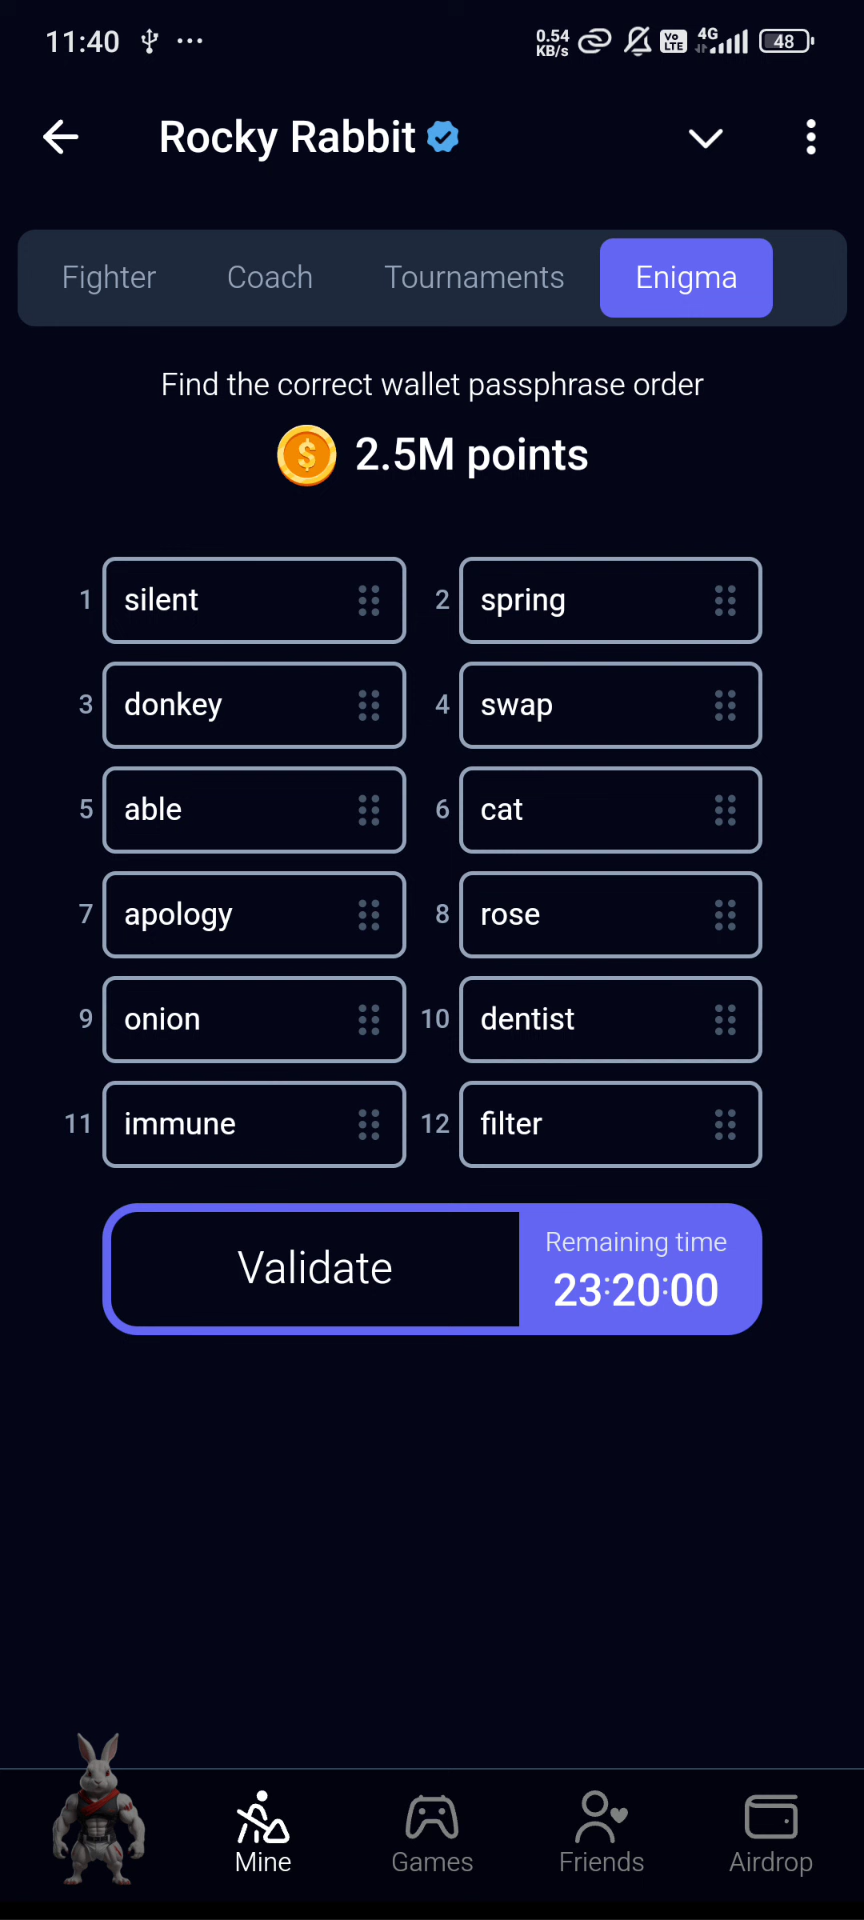 11:40 0.54 KB/s Vo LTE 4G 48
Rocky Rabbit
Fighter Coach Tournaments Enigma
Find the correct wallet passphrase order
$ 2.5M points
1 silent 2 spring
3 donkey 4 swap
5 able 6 cat
7 apology 8 rose
9 onion 10 dentist
11 immune 12 filter
Validate
Remaining time
23:20:00
Mine Games Friends Airdrop